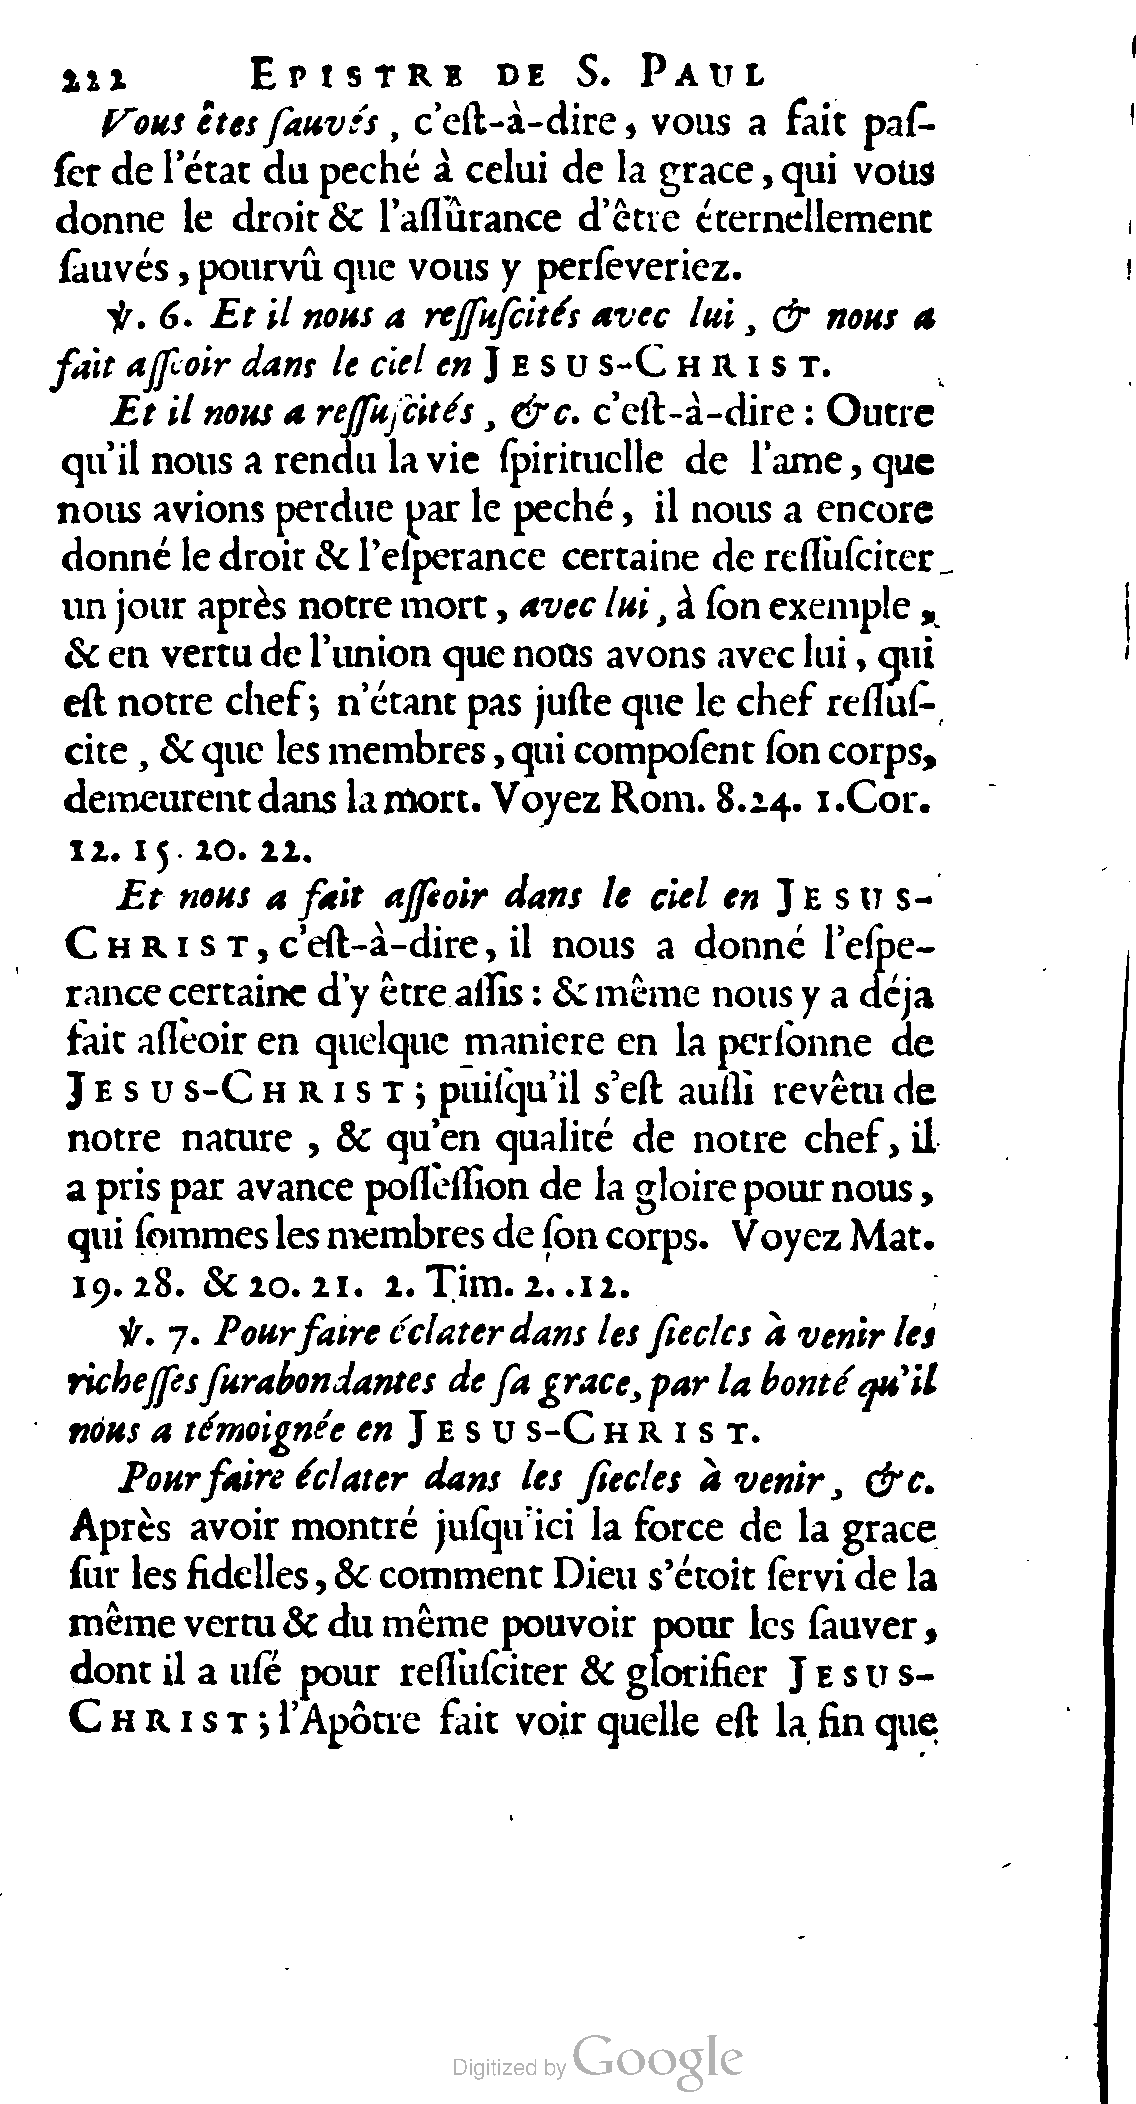 222 EPISTRE DE S. PAUL
Vous êtes ſauvés, c'eſt-à-dire, vous a fait paſ-
ſer de l'état du peché à celui de la grace, qui vous
donne le droit & l'aſſûrance d'être éternellement
ſauvés, pourvû que vous y perſeveriez.
℣. 6. Et il nous a reſſuſcités avec lui, & nous a
fait aſſeoir dans le ciel en JESUS-CHRIST.
Et il nous a reſſuſcités, &c. c'eſt-à-dire : Outre
qu'il nous a rendu la vie ſpirituelle de l'ame, que
nous avions perdue par le peché, il nous a encore
donné le droit & l'eſperance certaine de reſſuſciter
un jour après notre mort, avec lui, à ſon exemple,
& en vertu de l'union que nous avons avec lui, qui
eſt notre chef; n'étant pas juſte que le chef reſſuſ-
cite, & que les membres, qui compoſent ſon corps,
demeurent dans la mort. Voyez Rom. 8.24. 1.Cor.
12. 15. 20. 22.
Et nous a fait aſſeoir dans le ciel en JESUS-
CHRIST, c'eſt-à-dire, il nous a donné l'eſpe-
rance certaine d'y être aſſis : & même nous y a déja
fait aſſeoir en quelque maniere en la perſonne de
JESUS-CHRIST; puiſqu'il s'eſt auſſi revêtu de
notre nature, & qu'en qualité de notre chef, il
a pris par avance poſſeſſion de la gloire pour nous,
qui ſommes les membres de ſon corps. Voyez Mat.
19. 28. & 20. 21. 2. Tim. 2. .12.
℣. 7. Pour faire éclater dans les ſiecles à venir les
richeſſes ſurabondantes de ſa grace, par la bonté qu'il
nous a témoignée en JESUS-CHRIST.
Pour faire éclater dans les ſiecles à venir, &c.
Après avoir montré juſqu'ici la force de la grace
ſur les fidelles, & comment Dieu s'étoit ſervi de la
même vertu & du même pouvoir pour les ſauver,
dont il a uſé pour reſſuſciter & glorifier JESUS-
CHRIST; l'Apôtre fait voir quelle eſt la fin que
Digitized by Google